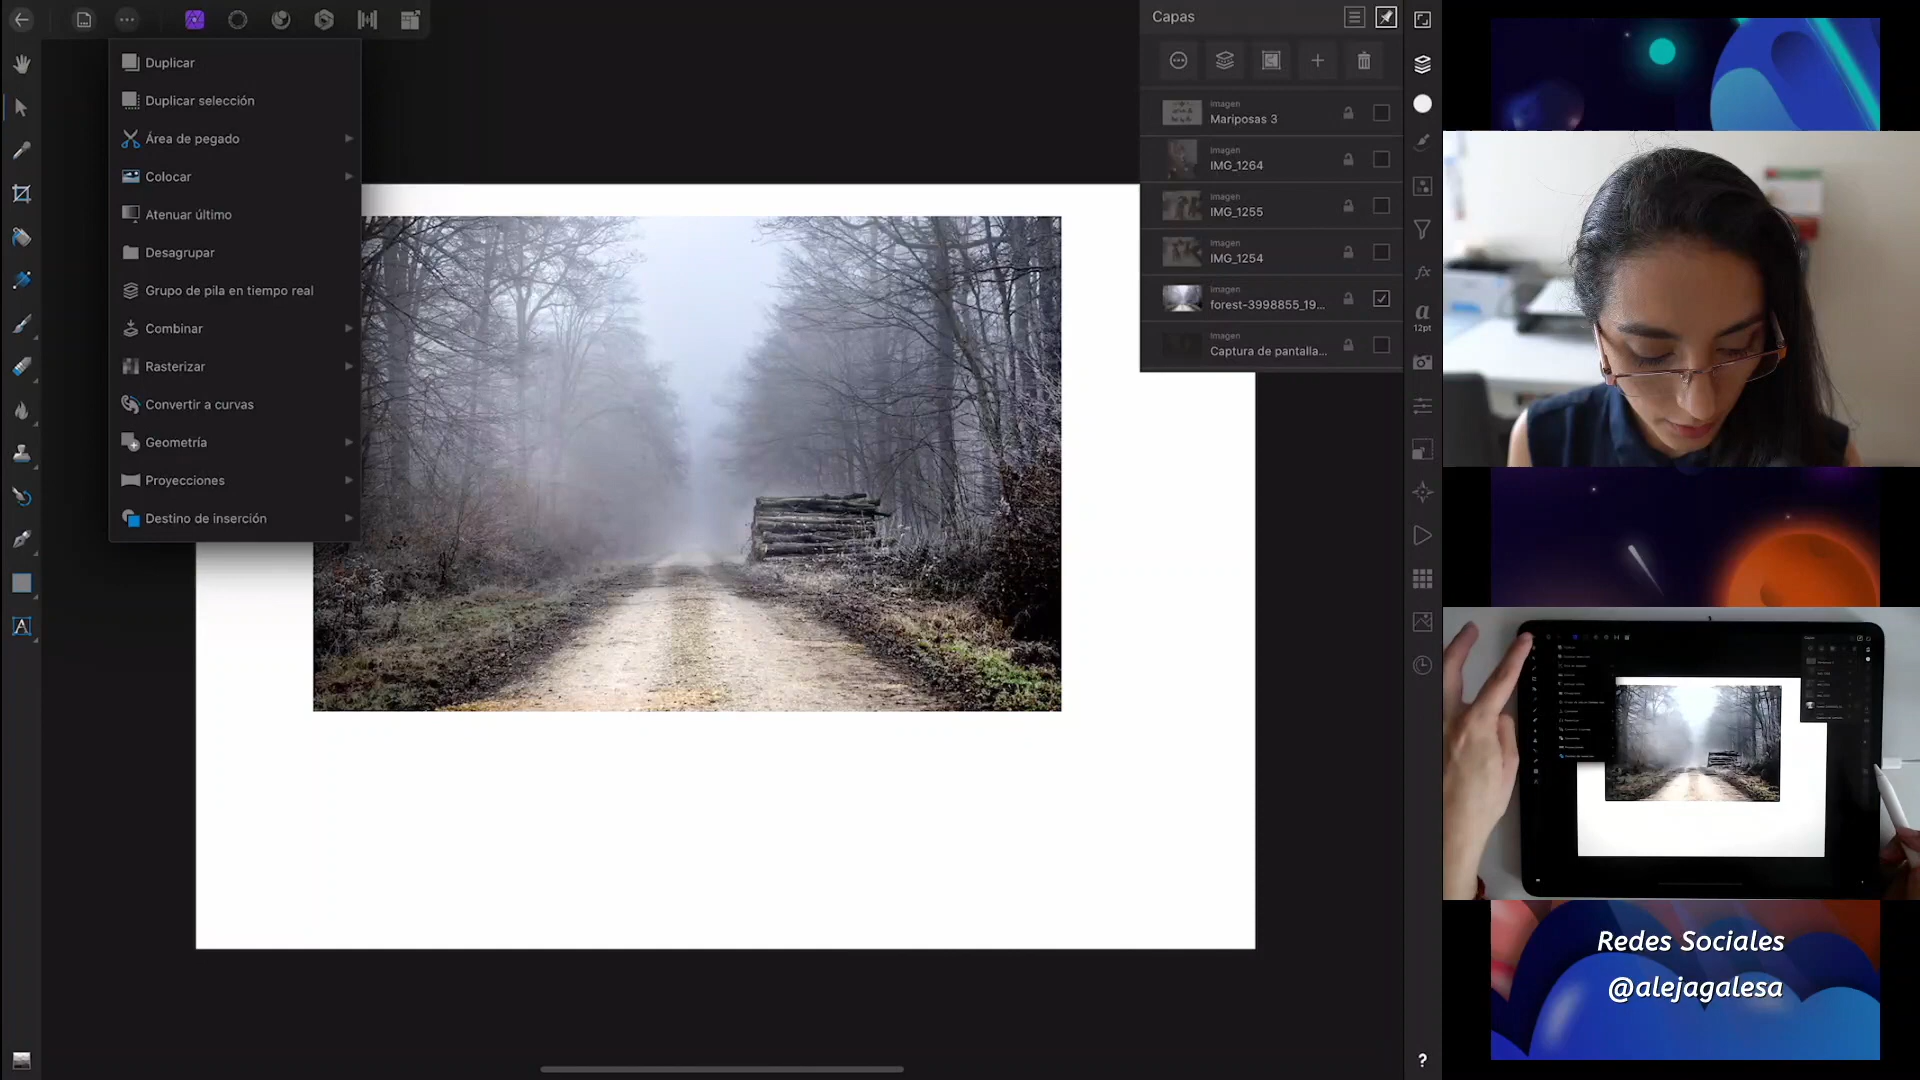 Duplicar
Duplicar selección
Área de pegado
Colocar
Atenuar último
Desagrupar
Grupo de pila en tiempo real
Combinar
Rasterizar
Convertir a curvas
Geometría
Proyecciones
Destino de inserción
Capas
Imagen
Mariposas 3
Imagen
IMG_1264
Imagen
IMG_1255
Imagen
IMG_1254
Imagen
forest-3998855_19...
Imagen
Captura de pantalla...
fx
a
12pt
A
?
Redes Sociales
@alejagalesa